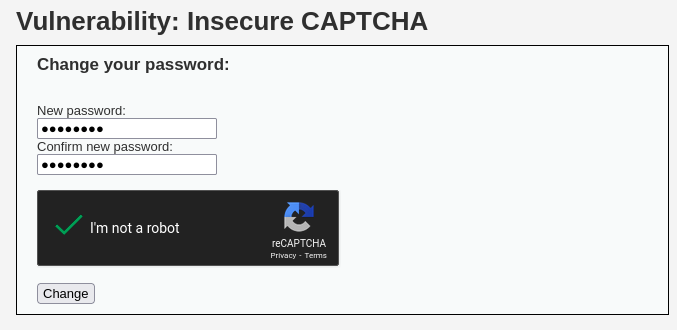 Vulnerability: Insecure CAPTCHA
Change your password:
New password:
●●●●●●●●
Confirm new password:
●●●●●●●●
I'm not a robot
reCAPTCHA
Privacy - Terms
Change